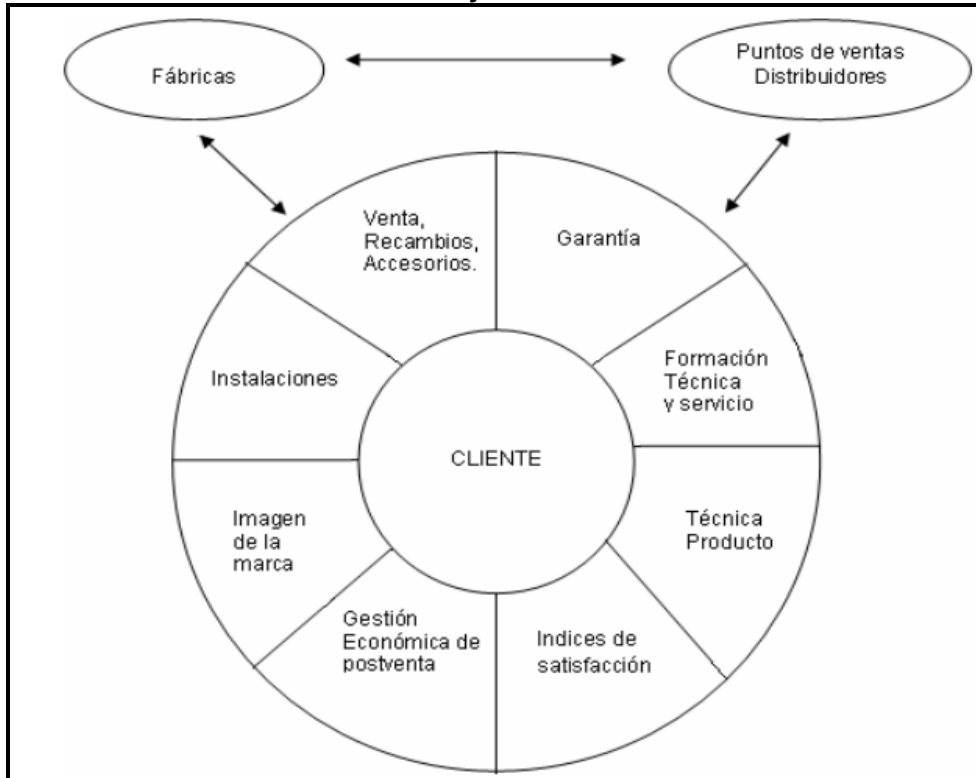 Fábricas
Puntos de ventas
Distribuidores
Venta,
Recambios,
Accesorios.
Garantía
Formación
Técnica
y servicio
Técnica
Producto
Indices de
satisfacción
Gestión
Económica de
postventa
Imagen
de la
marca
Instalaciones
CLIENTE